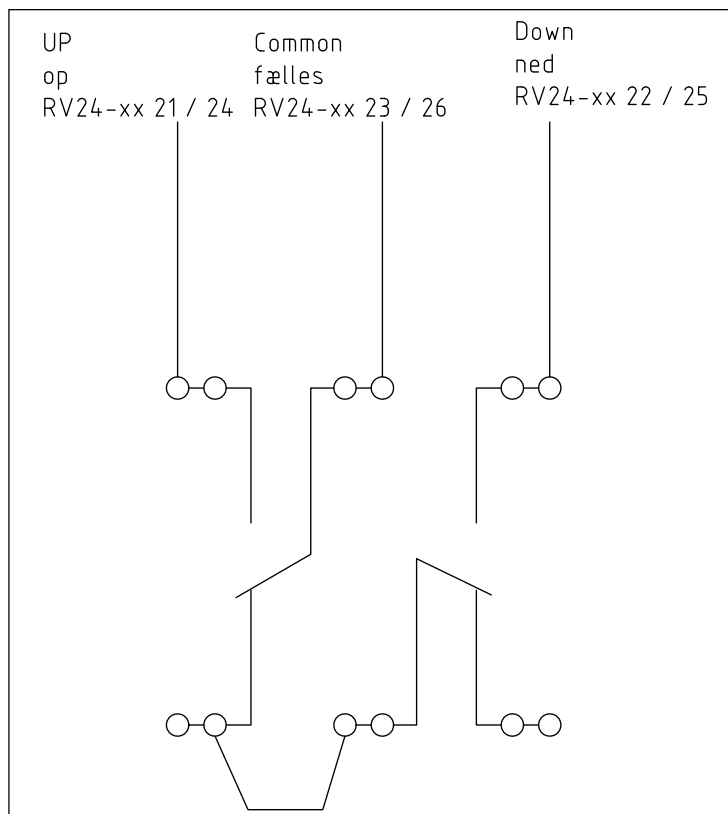 UP
op
RV24-xx 21 / 24
Common
fælles
RV24-xx 23 / 26
Down
ned
RV24-xx 22 / 25